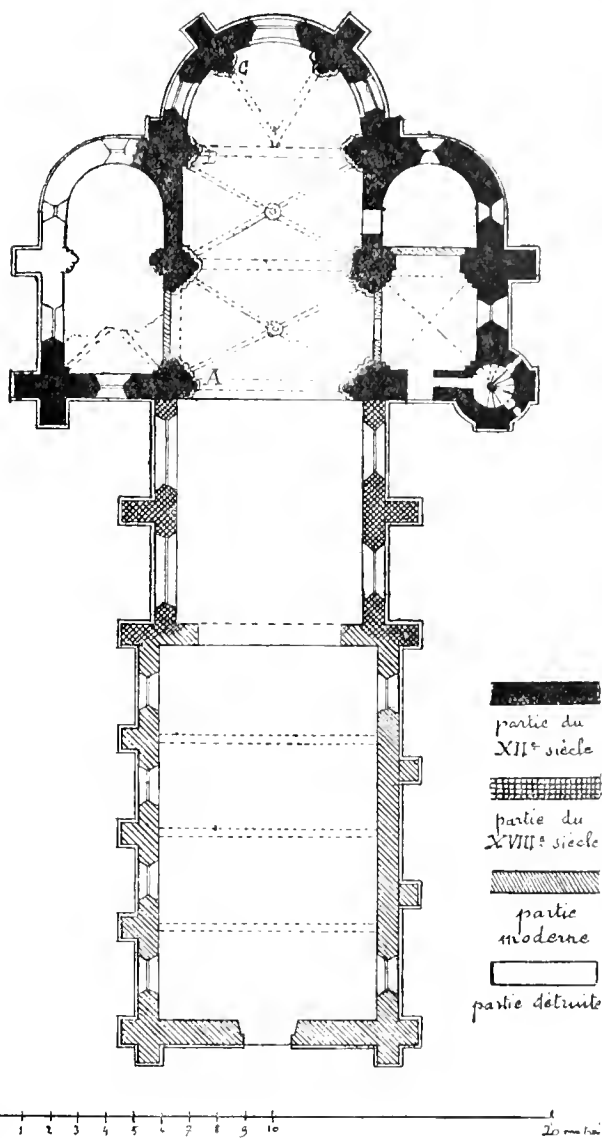 C
A
partie du
XIIᵉ siècle
partie du
XVIIIᵉ siècle
partie
moderne
partie détruite
1 2 3 4 5 6 7 8 9 10 20 metres